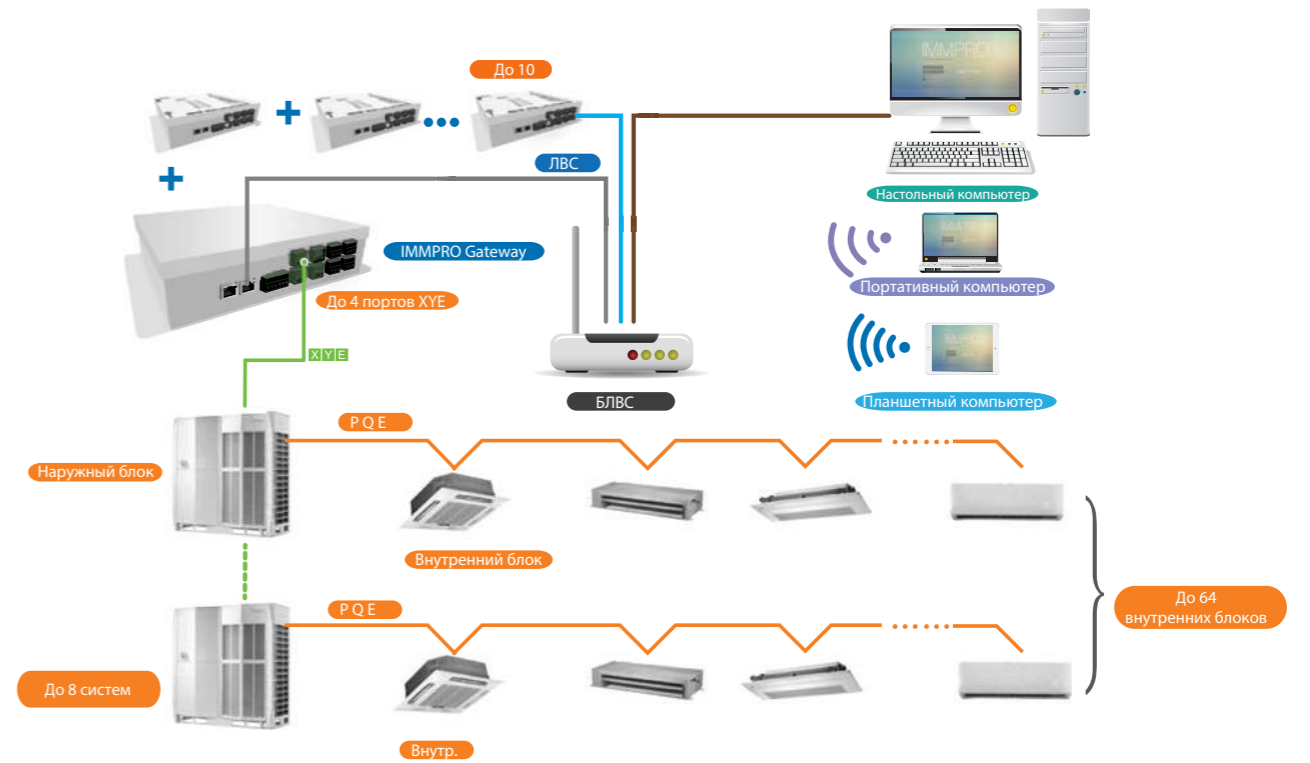 До 10
IMMPRO
ЛВС
Настольный компьютер
IMMPRO Gateway
До 4 портов XYE
Портативный компьютер
X Y E
БЛВС
Планшетный компьютер
P Q E
Наружный блок
Внутренний блок
До 64
внутренних блоков
P Q E
До 8 систем
Внутр.